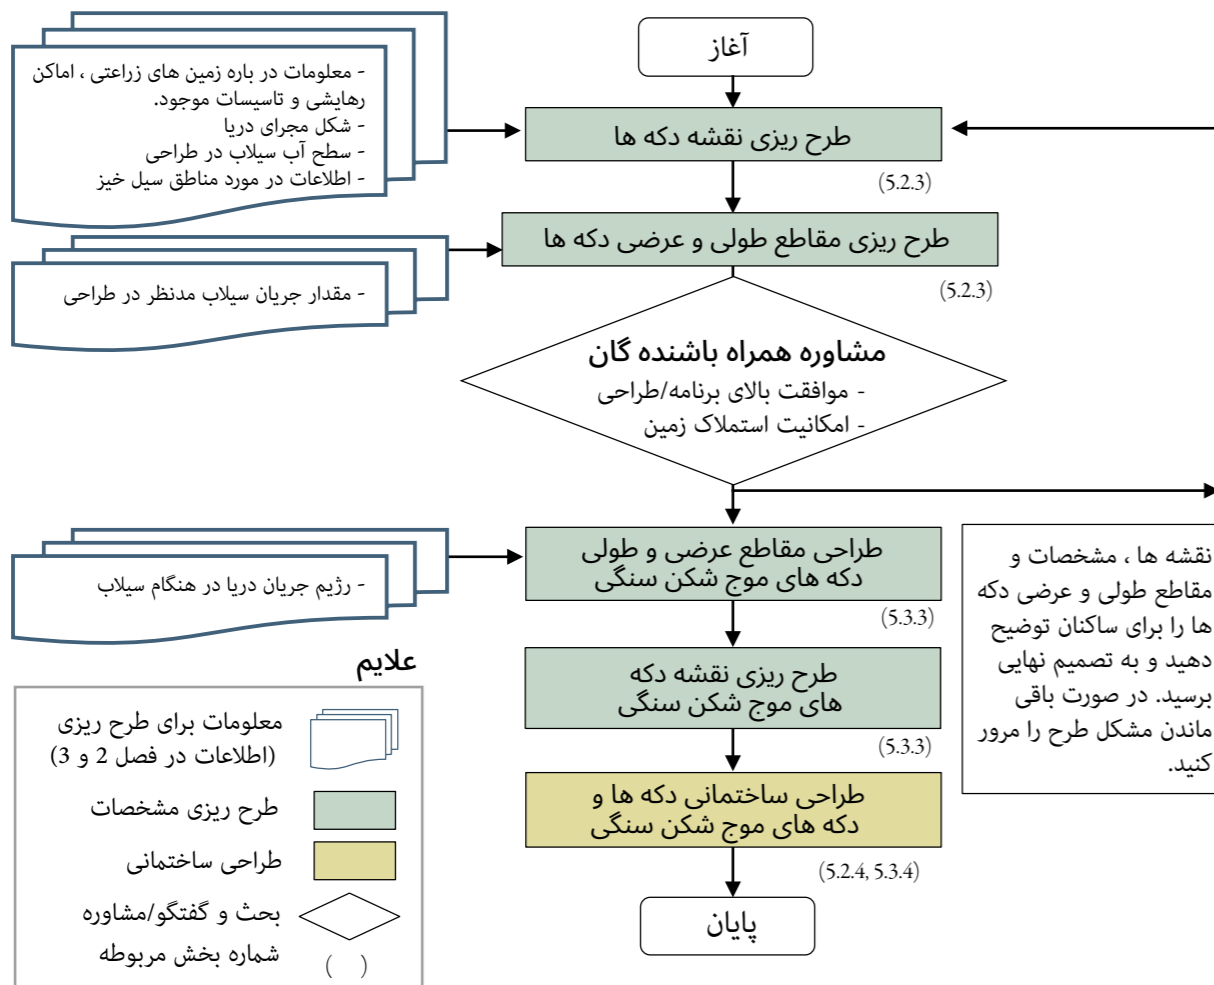 آغاز
- معلومات در باره زمین های زراعتی ، اماکن
رهایشی و تاسیسات موجود.
- شکل مجرای دریا
- سطح آب سیلاب در طراحی
- اطلاعات در مورد مناطق سیل خیز
طرح ریزی نقشه دکه ها
(5.2.3)
طرح ریزی مقاطع طولی و عرضی دکه ها
(5.2.3)
- مقدار جریان سیلاب مدنظر در طراحی
مشاوره همراه باشنده گان
- موافقت بالای برنامه/طراحی
- امکانیت استملاک زمین
نقشه ها ، مشخصات و
مقاطع طولی و عرضی دکه
ها را برای ساکنان توضیح
دهید و به تصمیم نهایی
برسید. در صورت باقی
ماندن مشکل طرح را مرور
کنید.
طراحی مقاطع عرضی و طولی
دکه های موج شکن سنگی
(5.3.3)
- رژیم جریان دریا در هنگام سیلاب
طرح ریزی نقشه دکه
های موج شکن سنگی
(5.3.3)
طراحی ساختمانی دکه ها و
دکه های موج شکن سنگی
(5.2.4, 5.3.4)
پایان
علایم
معلومات برای طرح ریزی
(اطلاعات در فصل 2 و 3)
طرح ریزی مشخصات
طراحی ساختمانی
بحث و گفتگو/مشاوره
شماره بخش مربوطه
( )